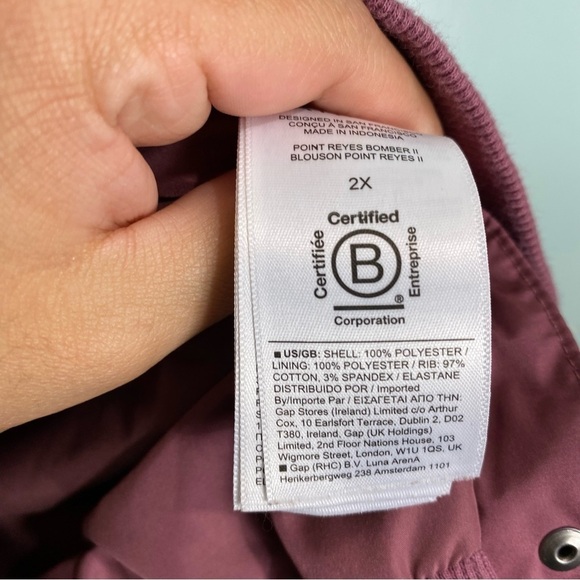 DESIGNED IN SAN FRANCISCO
CONÇU À SAN FRANCISCO
MADE IN INDONESIA
POINT REYES BOMBER II
BLOUSON POINT REYES II
2X
Certified
Certifiée
B
Entreprise
®
Corporation
■ US/GB: SHELL: 100% POLYESTER /
LINING: 100% POLYESTER / RIB: 97%
COTTON, 3% SPANDEX / ELASTANE
DISTRIBUIDO POR / Imported
By/Importe Par / ΕΙΣΑΓΕΤΑΙ ΑΠΟ ΤΗΝ:
Gap Stores (Ireland) Limited c/o Arthur
Cox, 10 Earlsfort Terrace, Dublin 2, D02
T380, Ireland, Gap (UK Holdings)
Limited, 2nd Floor Nations House, 103
Wigmore Street, London, W1U 1QS, UK
■ Gap (RHC) B.V. Luna ArenA
Herikerbergweg 238 Amsterdam 1101